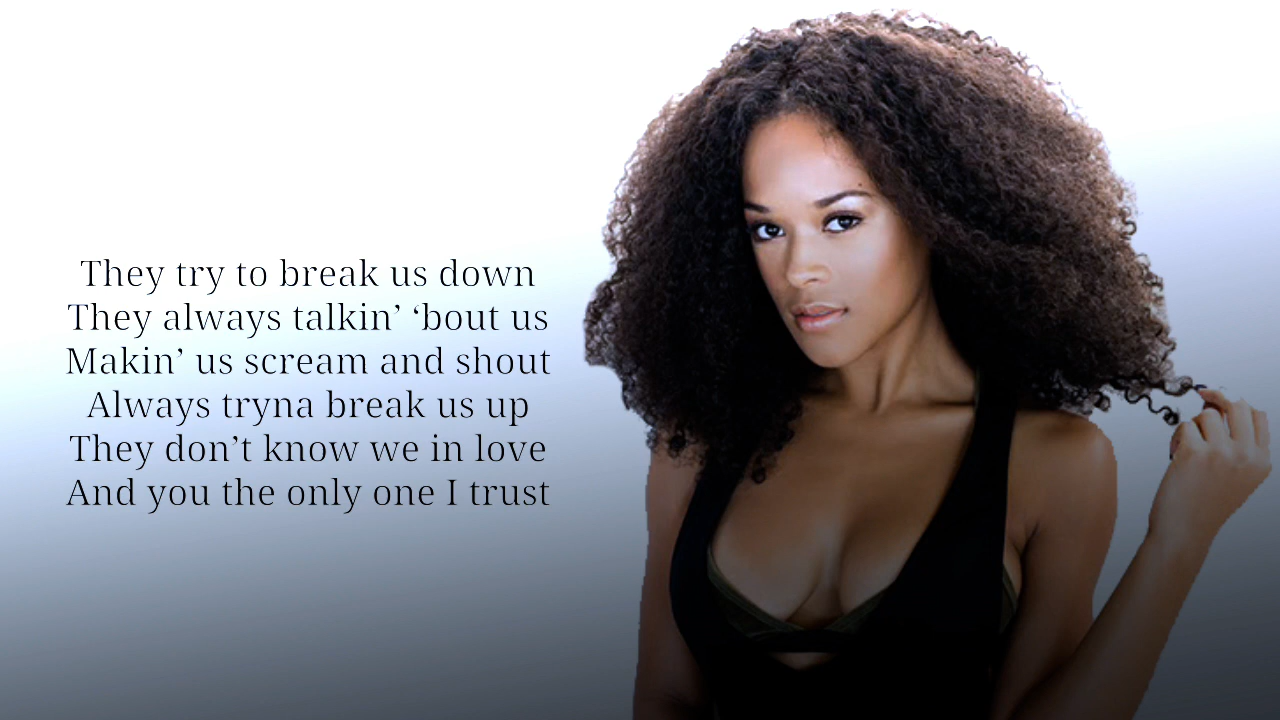 They try to break us down
They always talkin’ ‘bout us
Makin’ us scream and shout
Always tryna break us up
They don’t know we in love
And you the only one I trust